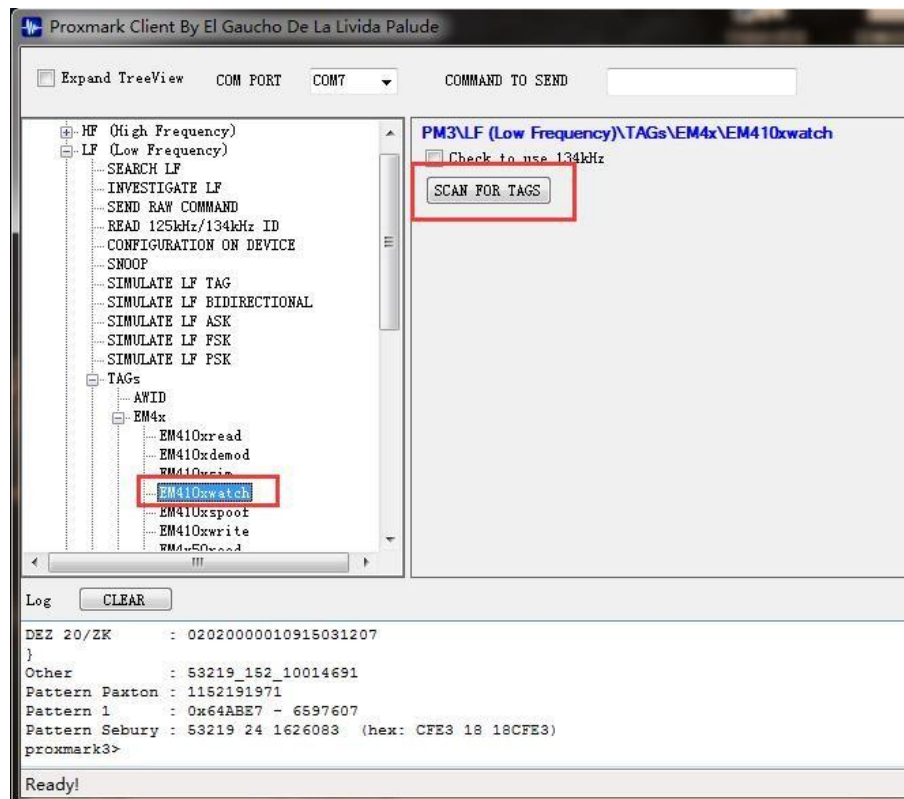 Proxmark Client By El Gaucho De La Livida Palude
Expand TreeView COM PORT COM7 COMMAND TO SEND
HF (High Frequency)
LF (Low Frequency)
SEARCH LF
INVESTIGATE LF
SEND RAW COMMAND
READ 125kHz/134kHz ID
CONFIGURATION ON DEVICE
SNOOP
SIMULATE LF TAG
SIMULATE LF BIDIRECTIONAL
SIMULATE LF ASK
SIMULATE LF FSK
SIMULATE LF PSK
TAGs
AWID
EM4x
EM410xread
EM410xdemod
EM410xsim
EM410xwatch
EM410xspoof
EM410xwrite
EM4x50read
PM3\LF (Low Frequency)\TAGs\EM4x\EM410xwatch
Check to use 134kHz
SCAN FOR TAGS
Log CLEAR
DEZ 20/ZK : 02020000010915031207
}
Other : 53219_152_10014691
Pattern Paxton : 1152191971
Pattern 1 : 0x64ABE7 - 6597607
Pattern Sebury : 53219 24 1626083 (hex: CFE3 18 18CFE3)
proxmark3>
Ready!